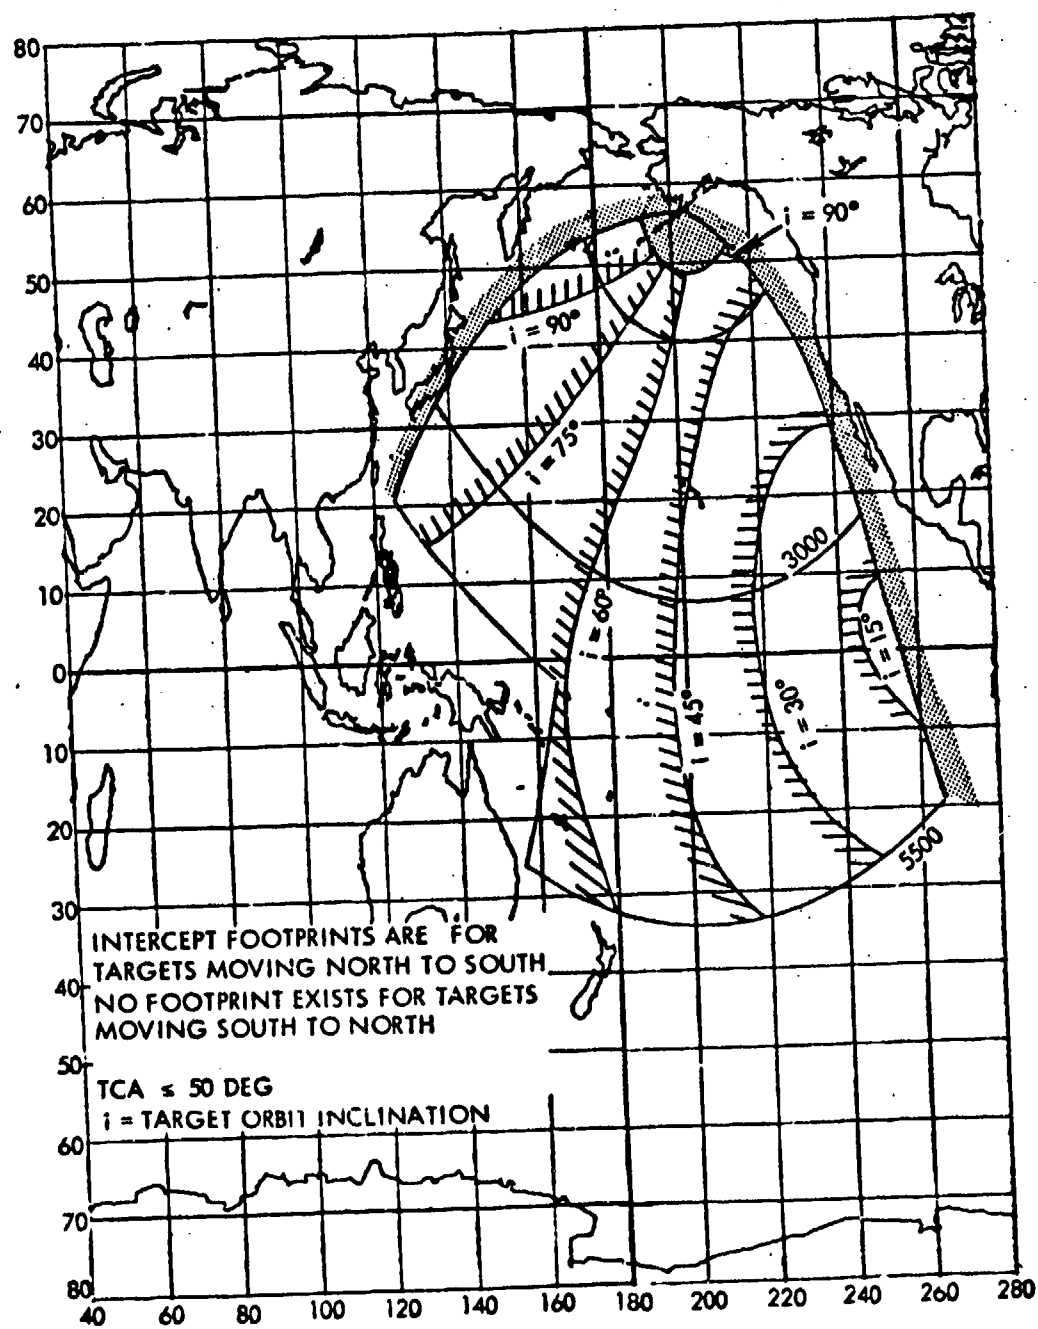 80
70
60
50
40
30
20
10
0
10
20
30
40
50
60
70
80
i = 90°
i = 90°
i = 75°
i = 60°
i = 45°
i = 30°
i = 15°
3000
5500
INTERCEPT FOOTPRINTS ARE FOR
TARGETS MOVING NORTH TO SOUTH
NO FOOTPRINT EXISTS FOR TARGETS
MOVING SOUTH TO NORTH
TCA ≤ 50 DEG
i = TARGET ORBIT INCLINATION
40 60 80 100 120 140 160 180 200 220 240 260 280